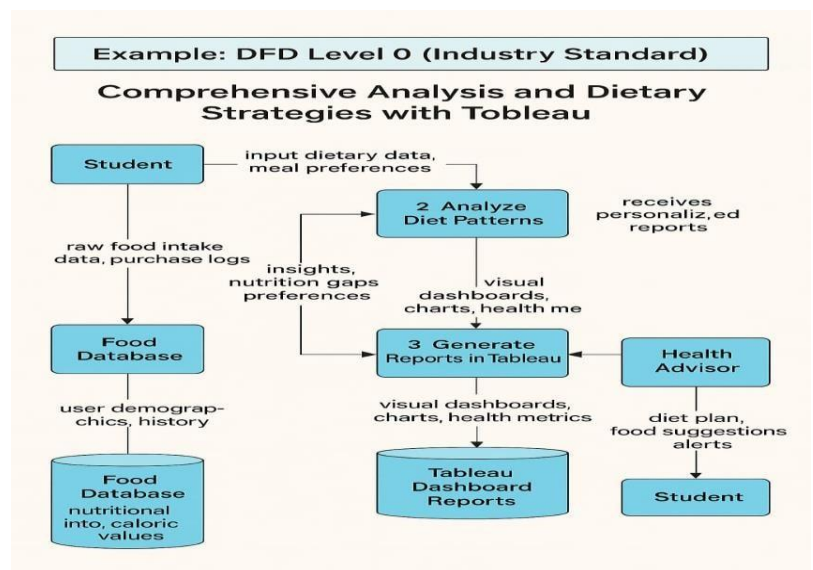 Example: DFD Level 0 (Industry Standard)
Comprehensive Analysis and Dietary
Strategies with Tobleau
Student
input dietary data,
meal preferences
2 Analyze
Diet Patterns
receives
personaliz,ed
reports
raw food intake
data, purchase logs
insights,
nutrition gaps
preferences
visual
dashboards,
charts, health me
Food
Database
3 Generate
Reports in Tableau
Health
Advisor
user demograp-
chics, history
visual dashboards,
charts, health metrics
diet plan,
food suggestions
alerts
Food
Database
nutritional
into, caloric
values
Tableau
Dashboard
Reports
Student